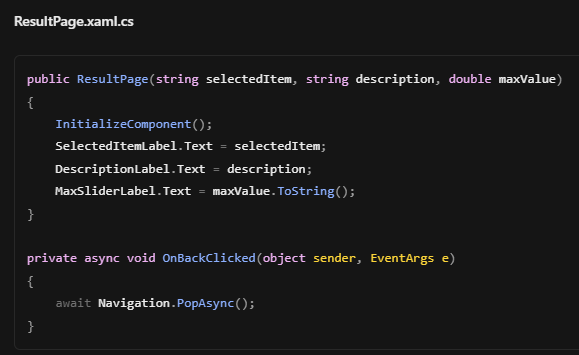 ResultPage.xaml.cs
public ResultPage(string selectedItem, string description, double maxValue)
{
    InitializeComponent();
    SelectedItemLabel.Text = selectedItem;
    DescriptionLabel.Text = description;
    MaxSliderLabel.Text = maxValue.ToString();
}
private async void OnBackClicked(object sender, EventArgs e)
{
    await Navigation.PopAsync();
}